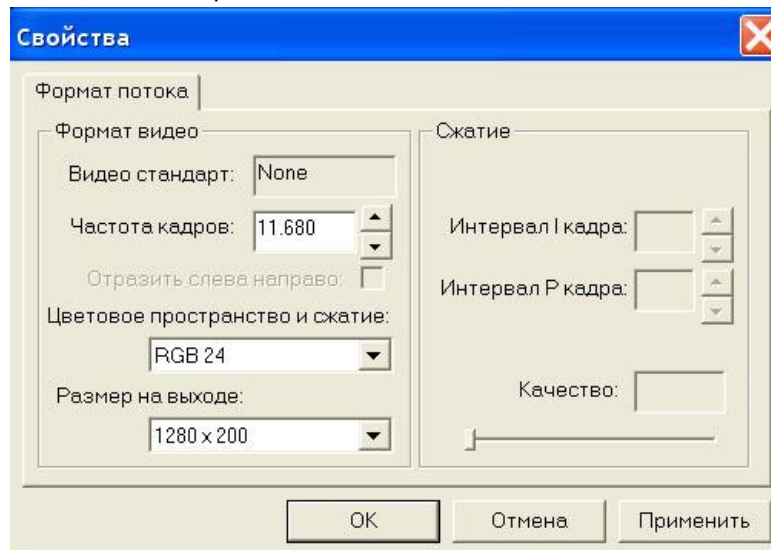 Свойства
Формат потока
Формат видео
Видео стандарт: None
Частота кадров: 11.680
Отразить слева направо:
Цветовое пространство и сжатие:
RGB 24
Размер на выходе:
1280 x 200
Сжатие
Интервал I кадра:
Интервал P кадра:
Качество:
OK
Отмена
Применить